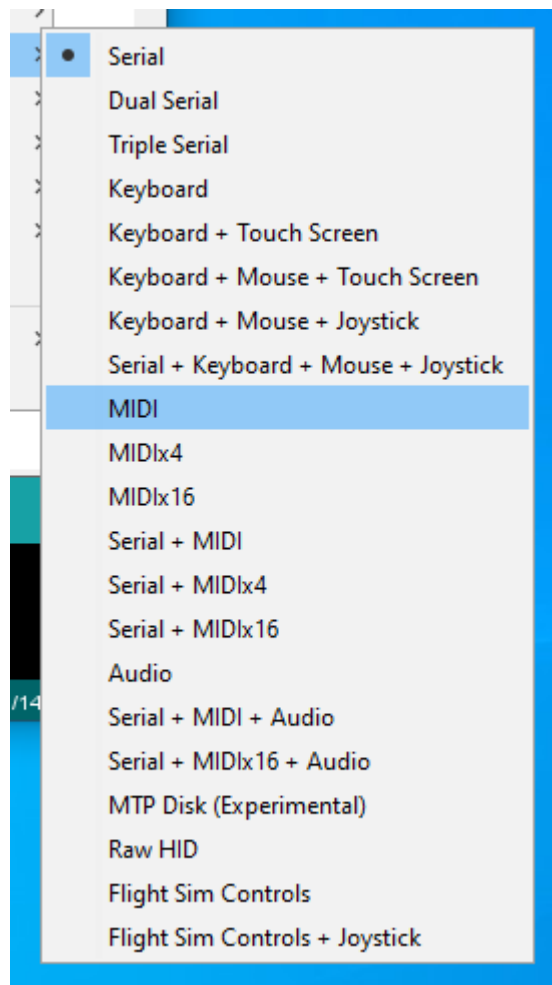 Serial
Dual Serial
Triple Serial
Keyboard
Keyboard + Touch Screen
Keyboard + Mouse + Touch Screen
Keyboard + Mouse + Joystick
Serial + Keyboard + Mouse + Joystick
MIDI
MIDIx4
MIDIx16
Serial + MIDI
Serial + MIDIx4
Serial + MIDIx16
Audio
/14
Serial + MIDI + Audio
Serial + MIDIx16 + Audio
MTP Disk (Experimental)
Raw HID
Flight Sim Controls
Flight Sim Controls + Joystick